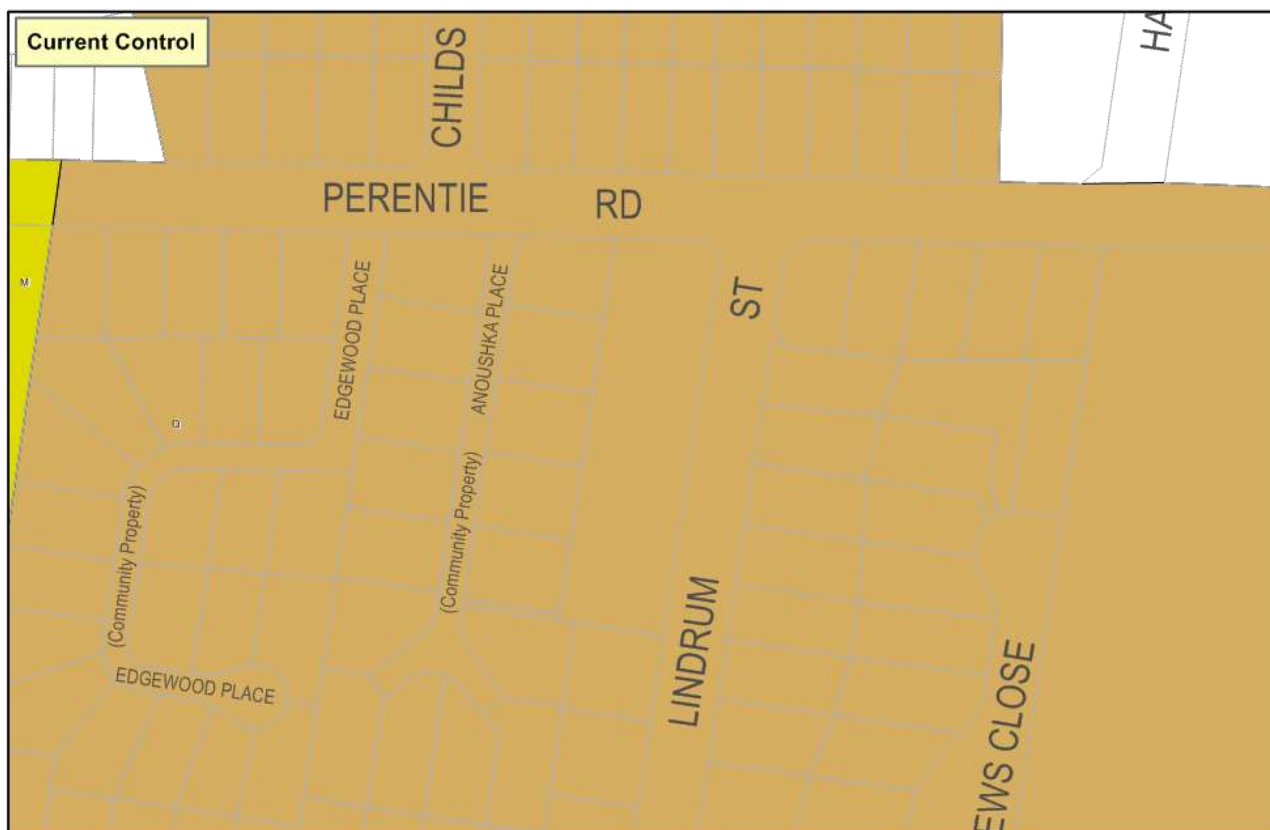 Current Control
CHILDS
HA
PERENTIE RD
M
EDGEWOOD PLACE
ANOUSHKA PLACE
ST
Q
(Community Property)
(Community Property)
LINDRUM
EDGEWOOD PLACE
EWS CLOSE